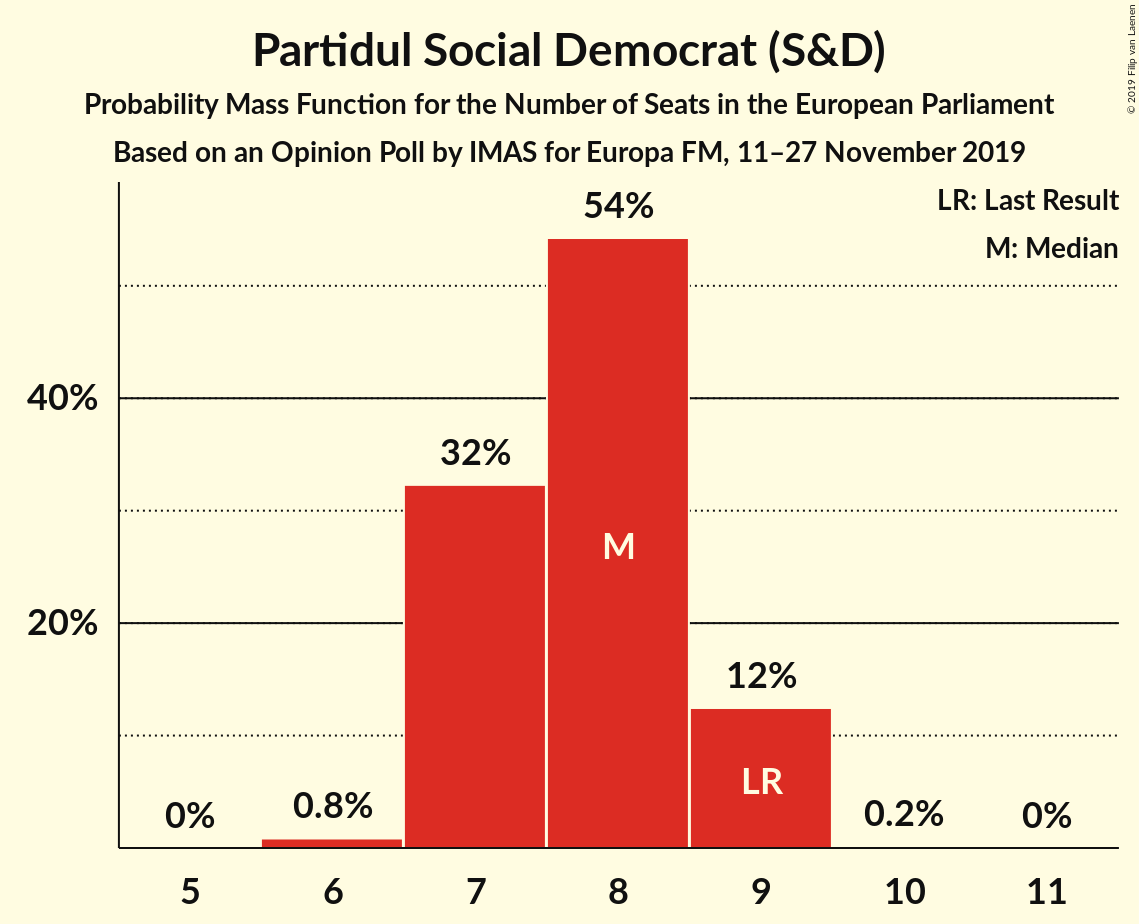 Partidul Social Democrat (S&D)
Probability Mass Function for the Number of Seats in the European Parliament
Based on an Opinion Poll by IMAS for Europa FM, 11–27 November 2019
© 2019 Filip van Laenen
LR: Last Result
M: Median
54%
40%
32%
M
20%
12%
LR
0%
0.8%
0.2%
0%
5 6 7 8 9 10 11